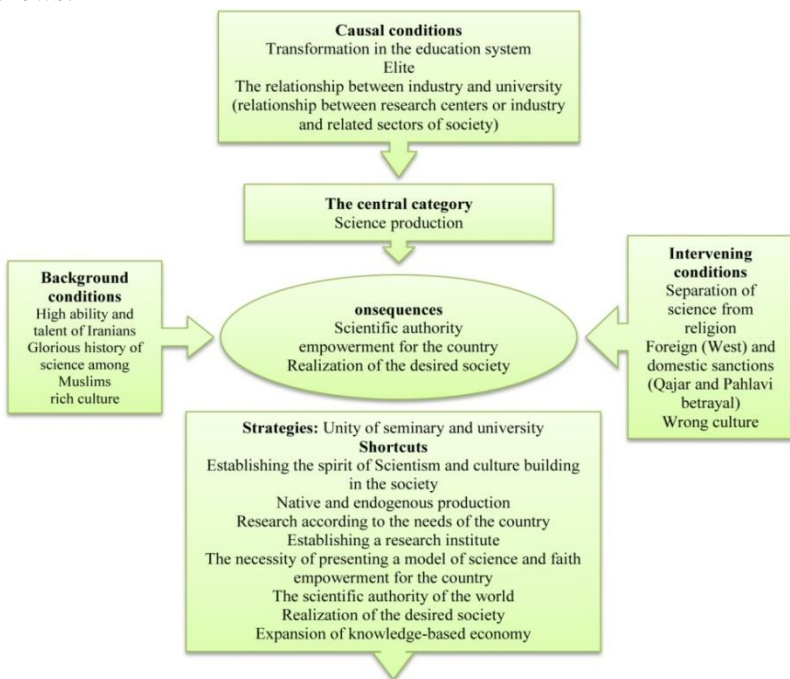 Causal conditions
Transformation in the education system
Elite
The relationship between industry and university
(relationship between research centers or industry
and related sectors of society)
The central category
Science production
Background
conditions
High ability and
talent of Iranians
Glorious history of
science among
Muslims
rich culture
onsequences
Scientific authority
empowerment for the country
Realization of the desired society
Intervening
conditions
Separation of
science from
religion
Foreign (West) and
domestic sanctions
(Qajar and Pahlavi
betrayal)
Wrong culture
Strategies: Unity of seminary and university
Shortcuts
Establishing the spirit of Scientism and culture building
in the society
Native and endogenous production
Research according to the needs of the country
Establishing a research institute
The necessity of presenting a model of science and faith
empowerment for the country
The scientific authority of the world
Realization of the desired society
Expansion of knowledge-based economy